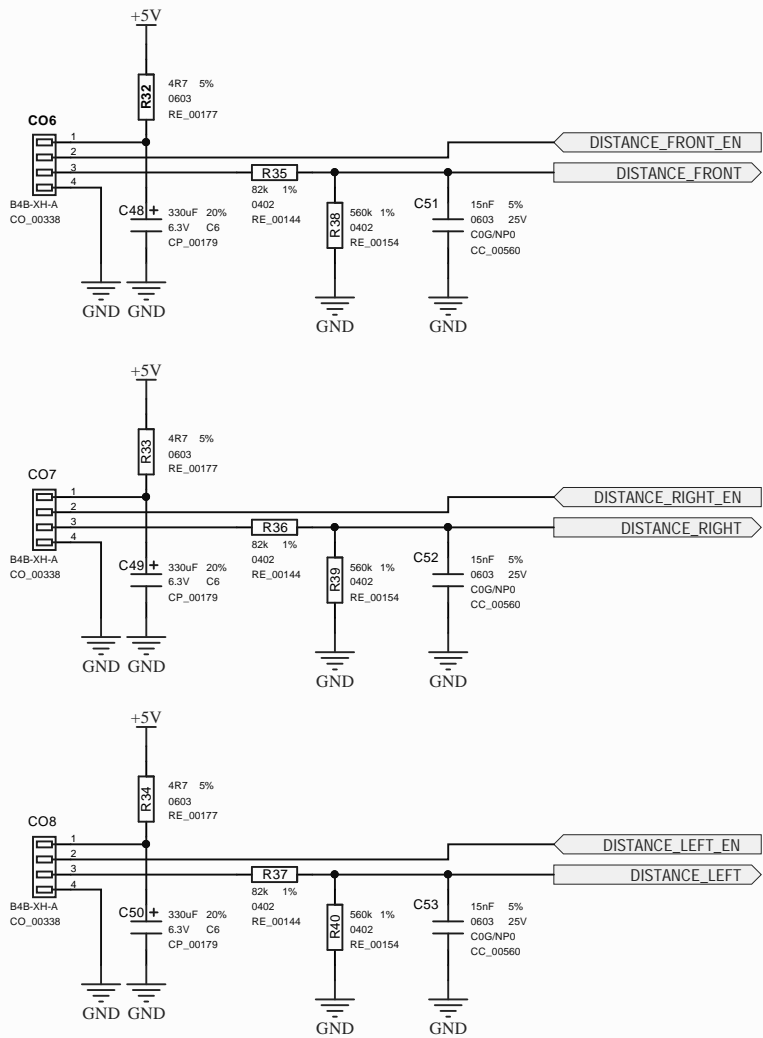 +5V
R32
4R7 5%
0603
RE_00177
CO6
1
2
3
4
B4B-XH-A
CO_00338
DISTANCE_FRONT_EN
DISTANCE_FRONT
R35
82k 1%
0402
RE_00144
C48 +
330uF 20%
6.3V C6
CP_00179
R38
560k 1%
0402
RE_00154
C51
15nF 5%
0603 25V
C0G/NP0
CC_00560
GND GND
GND
GND
+5V
R33
4R7 5%
0603
RE_00177
CO7
1
2
3
4
B4B-XH-A
CO_00338
DISTANCE_RIGHT_EN
DISTANCE_RIGHT
R36
82k 1%
0402
RE_00144
C49 +
330uF 20%
6.3V C6
CP_00179
R39
560k 1%
0402
RE_00154
C52
15nF 5%
0603 25V
C0G/NP0
CC_00560
GND GND
GND
GND
+5V
R34
4R7 5%
0603
RE_00177
CO8
1
2
3
4
B4B-XH-A
CO_00338
DISTANCE_LEFT_EN
DISTANCE_LEFT
R37
82k 1%
0402
RE_00144
C50 +
330uF 20%
6.3V C6
CP_00179
R40
560k 1%
0402
RE_00154
C53
15nF 5%
0603 25V
C0G/NP0
CC_00560
GND GND
GND
GND